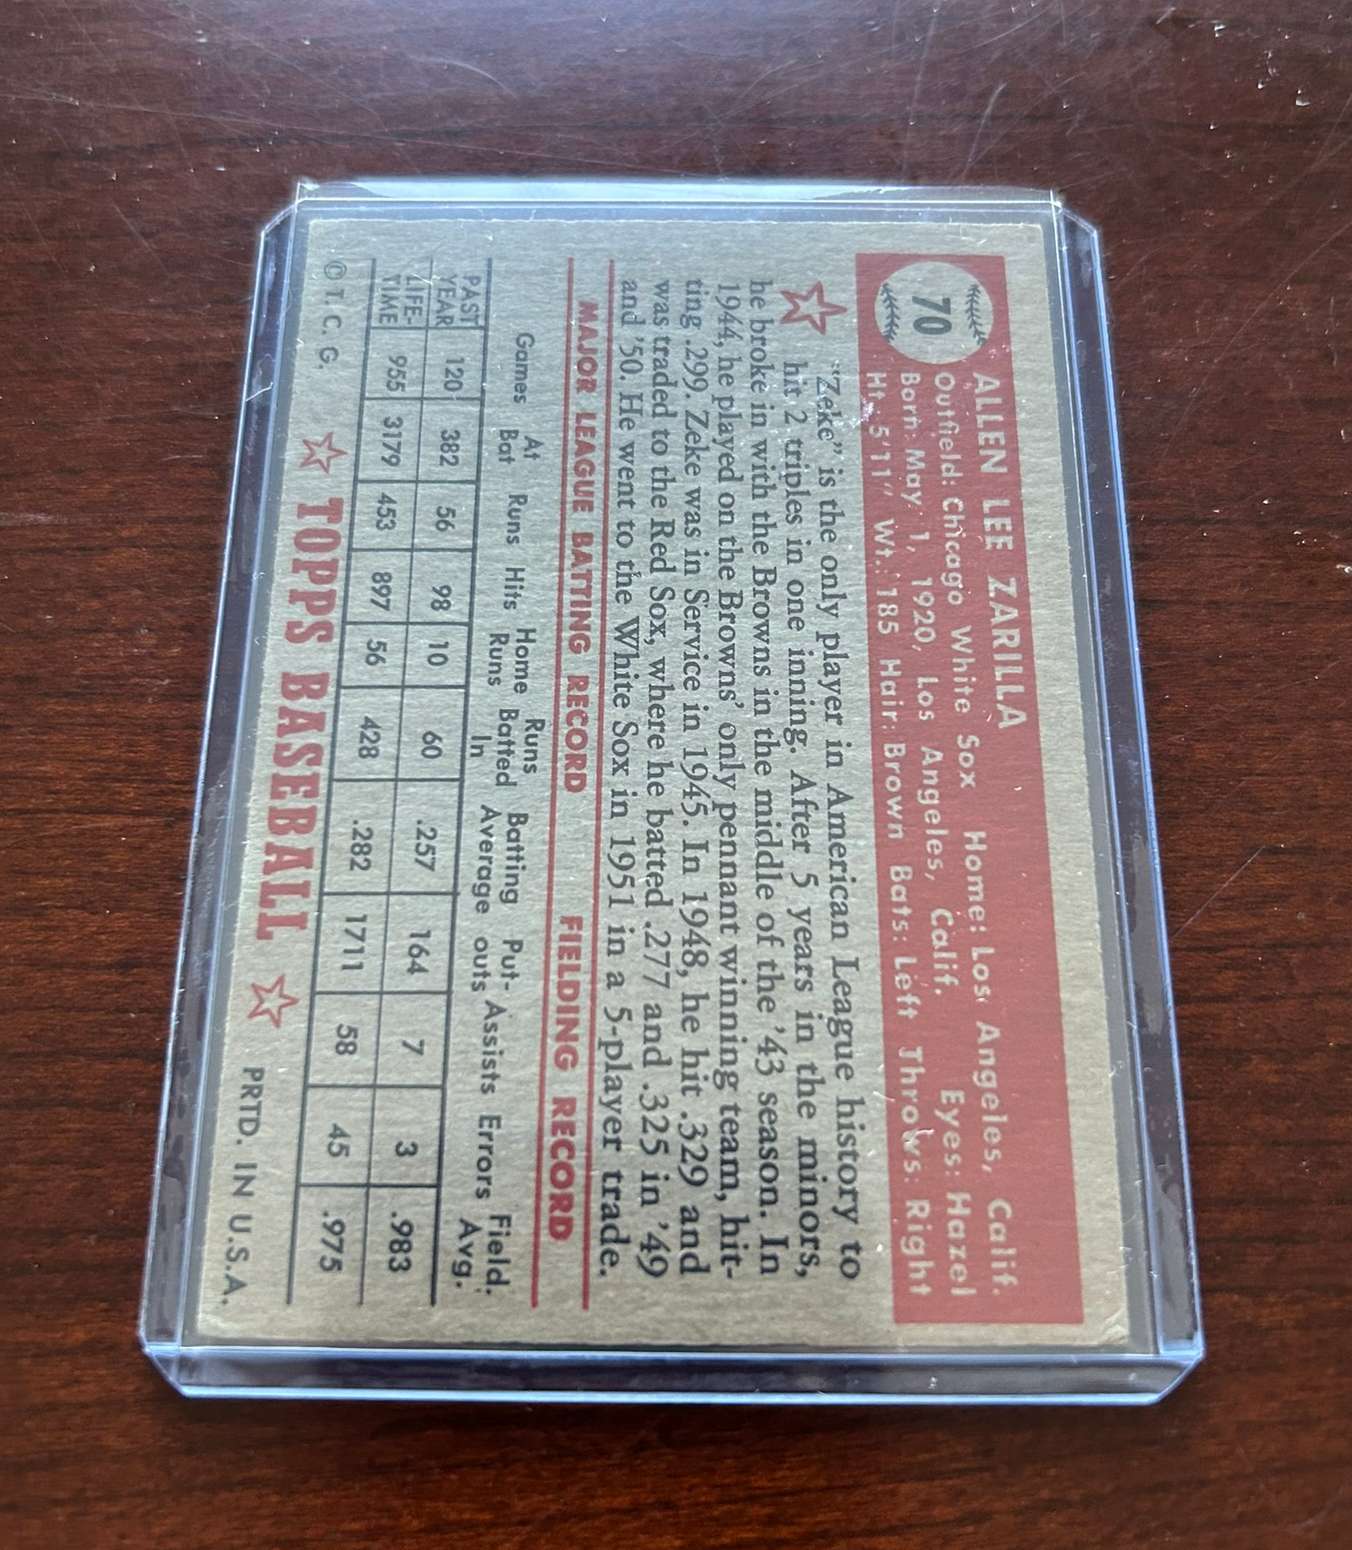 70
ALLEN LEE ZARILLA
Outfield: Chicago White Sox Home: Los Angeles, Calif.
Born: May 1, 1920, Los Angeles, Calif. Eyes: Hazel
Ht. 5'11" Wt.: 185 Hair: Brown Bats: Left Throws: Right
"Zeke" is the only player in American League history to
hit 2 triples in one inning. After 5 years in the minors,
he broke in with the Browns in the middle of the '43 season. In
1944, he played on the Browns' only pennant winning team, hit-
ting .299. Zeke was in Service in 1945. In 1948, he hit .329 and
was traded to the Red Sox, where he batted .277 and .325 in '49
and '50. He went to the White Sox in 1951 in a 5-player trade.
MAJOR LEAGUE BATTING RECORD FIELDING RECORD
Games At Bat Runs Hits Home Runs Runs Batted In Batting Average Put-outs Assists Errors Field. Avg.
PAST YEAR 120 382 56 98 10 60 .257 164 7 3 .983
LIFE-TIME 955 3179 453 897 56 428 .282 1711 58 45 .975
© T. C. G. TOPPS BASEBALL PRTD. IN U.S.A.